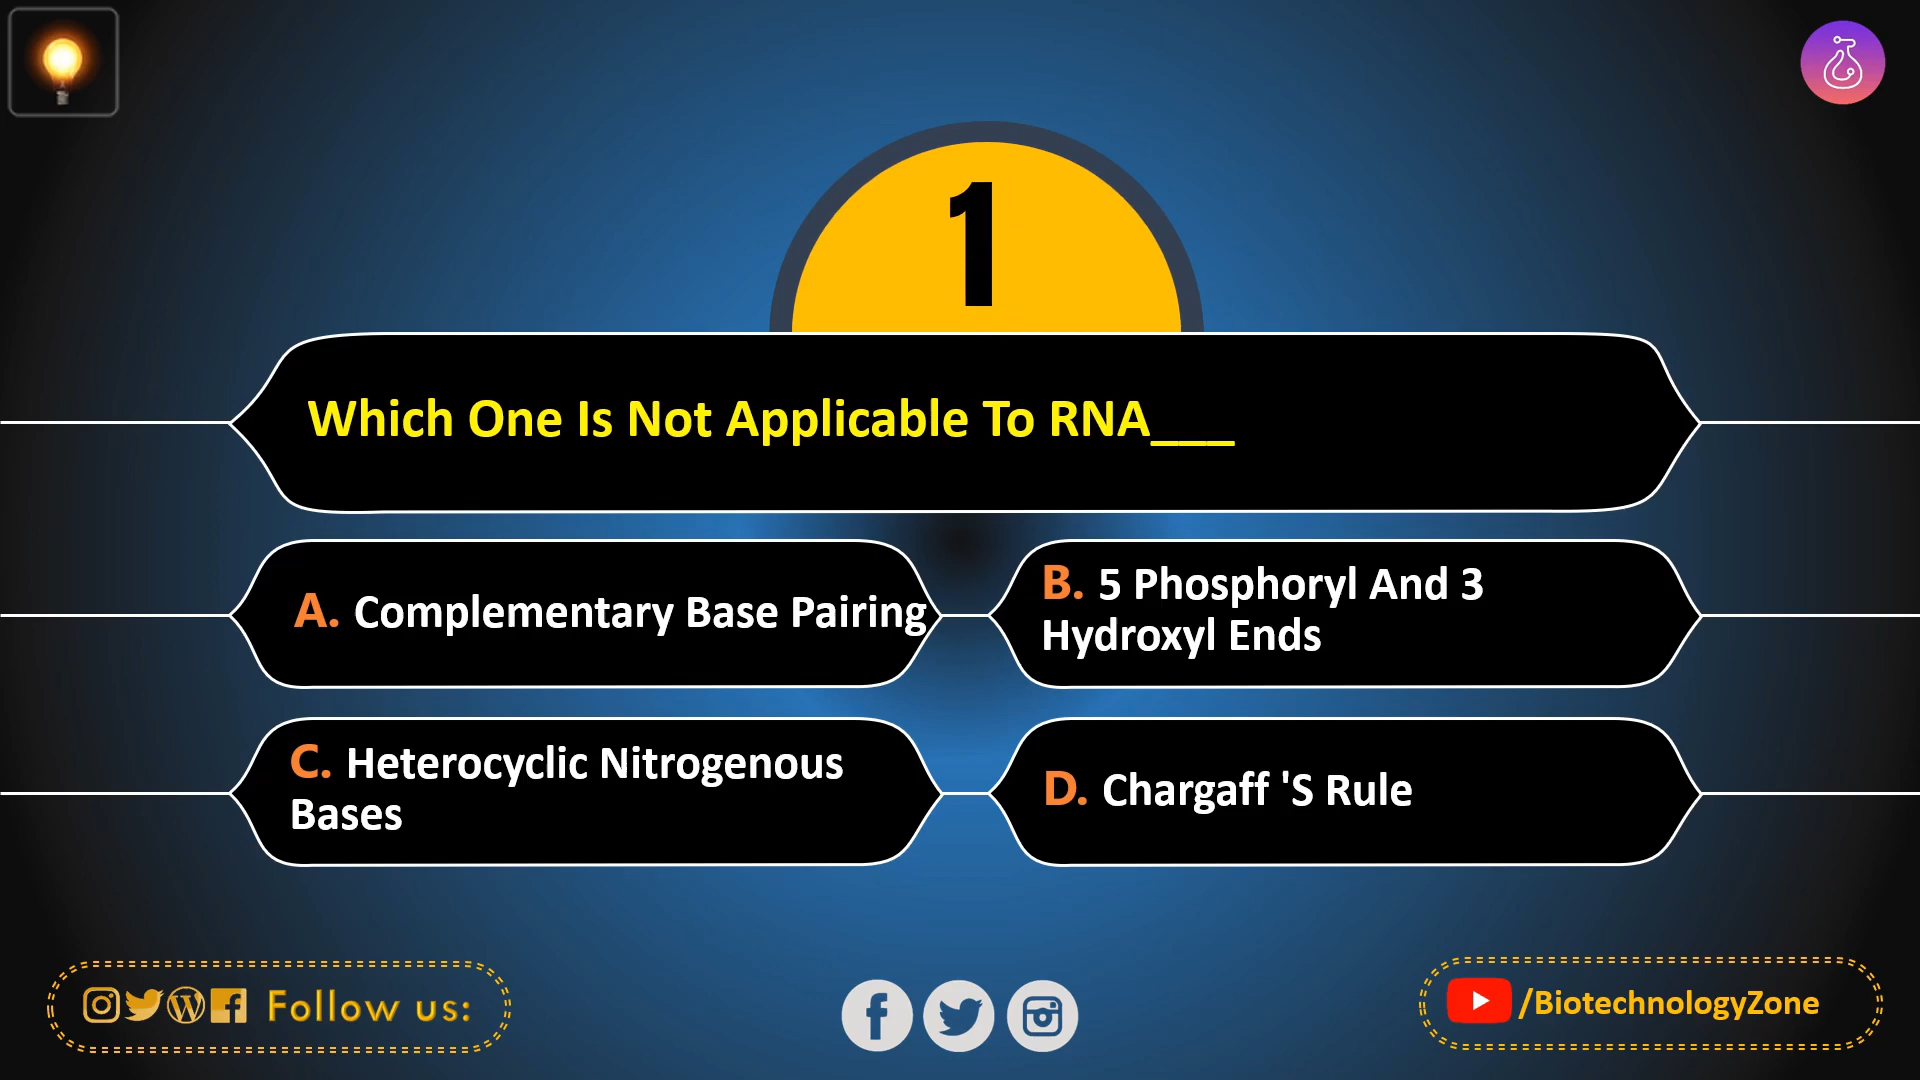 1
Which One Is Not Applicable To RNA___
A. Complementary Base Pairing
B. 5 Phosphoryl And 3
Hydroxyl Ends
C. Heterocyclic Nitrogenous
Bases
D. Chargaff 'S Rule
Follow us:
/BiotechnologyZone